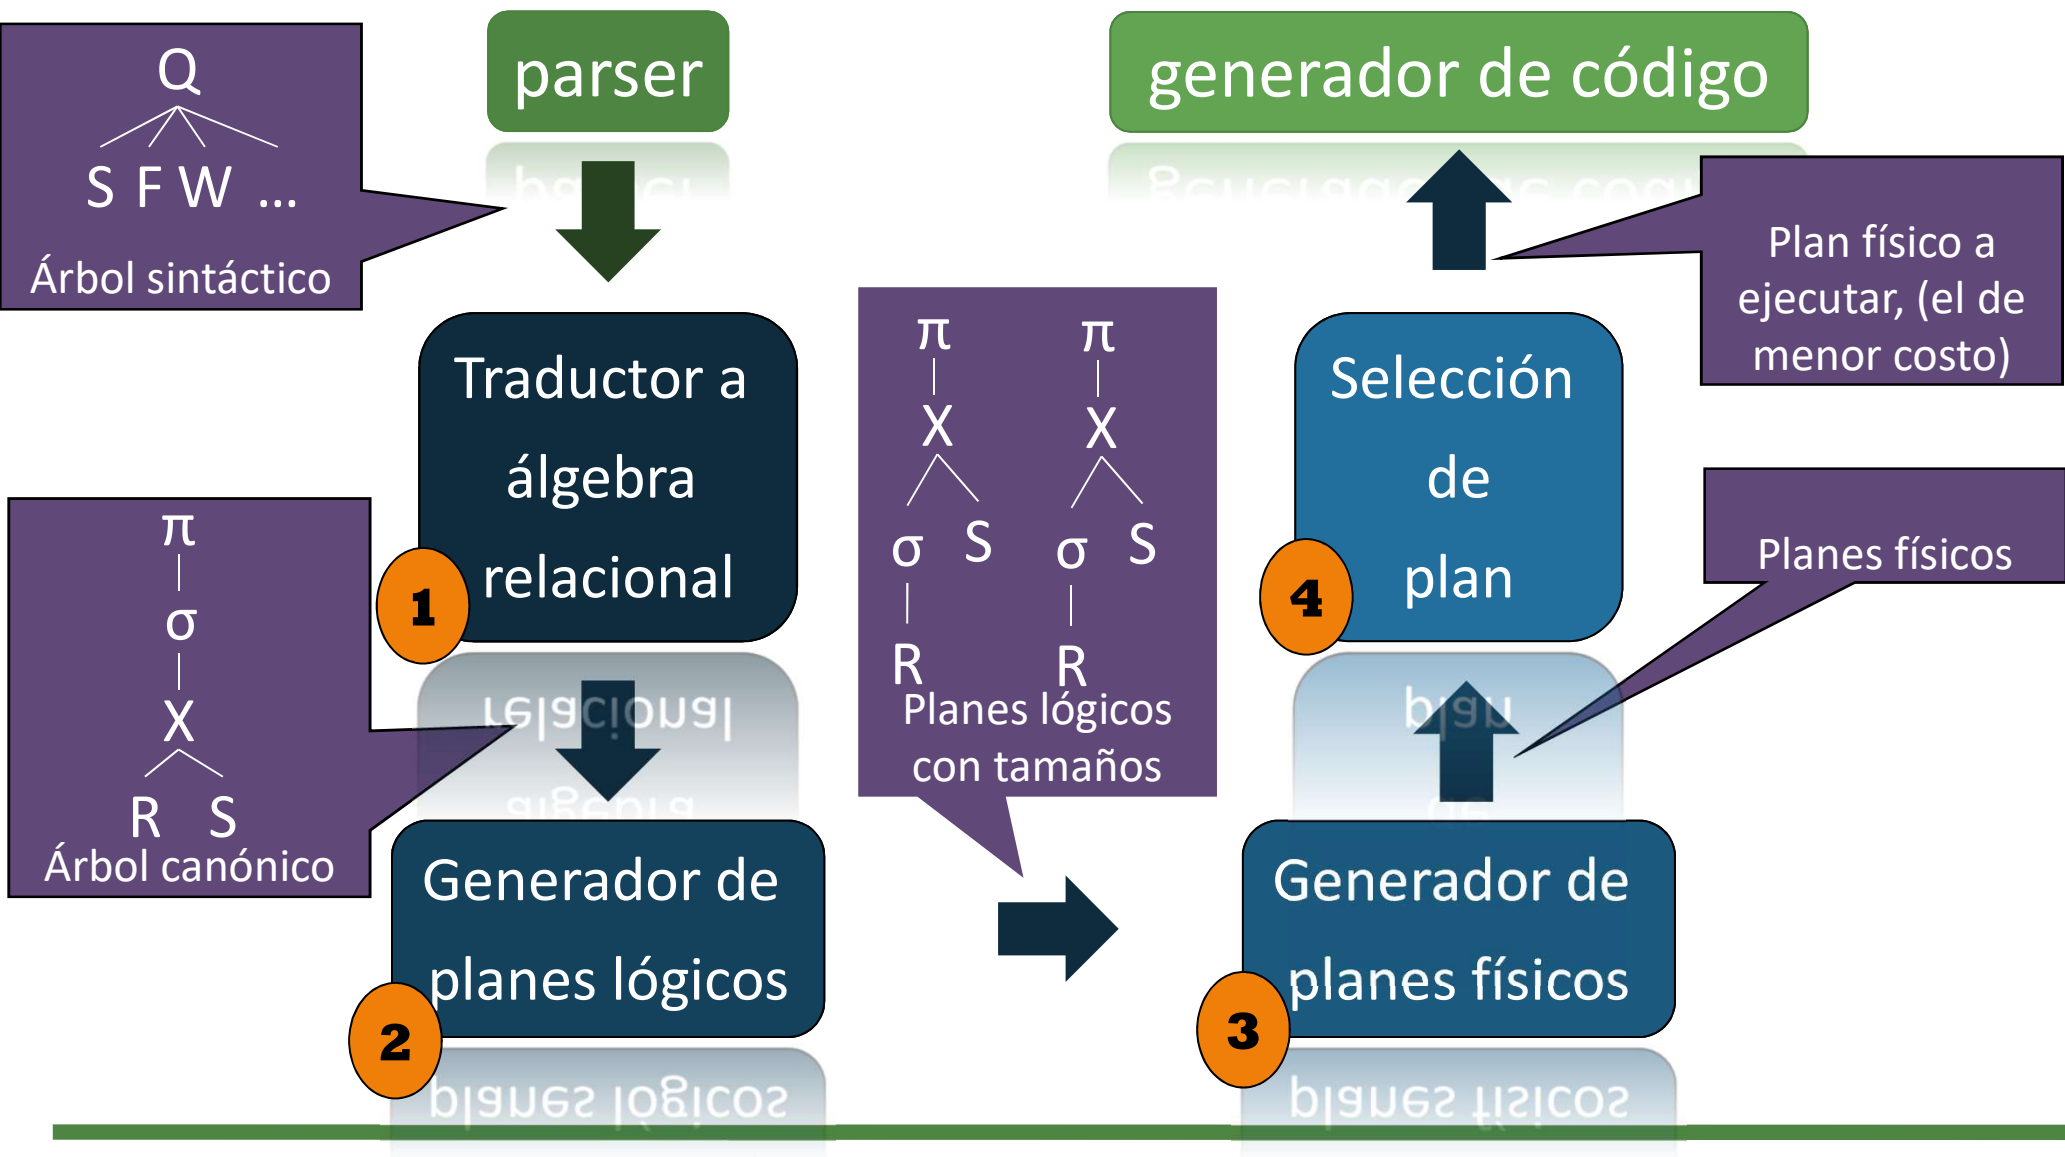 Q
S F W ...
Árbol sintáctico
parser
Traductor a
álgebra
relacional
1
π
σ
X
R S
Árbol canónico
Generador de
planes lógicos
2
π π
X X
σ S σ S
R R
Planes lógicos
con tamaños
Generador de
planes físicos
3
Planes físicos
Selección
de
plan
4
Plan físico a
ejecutar, (el de
menor costo)
generador de código